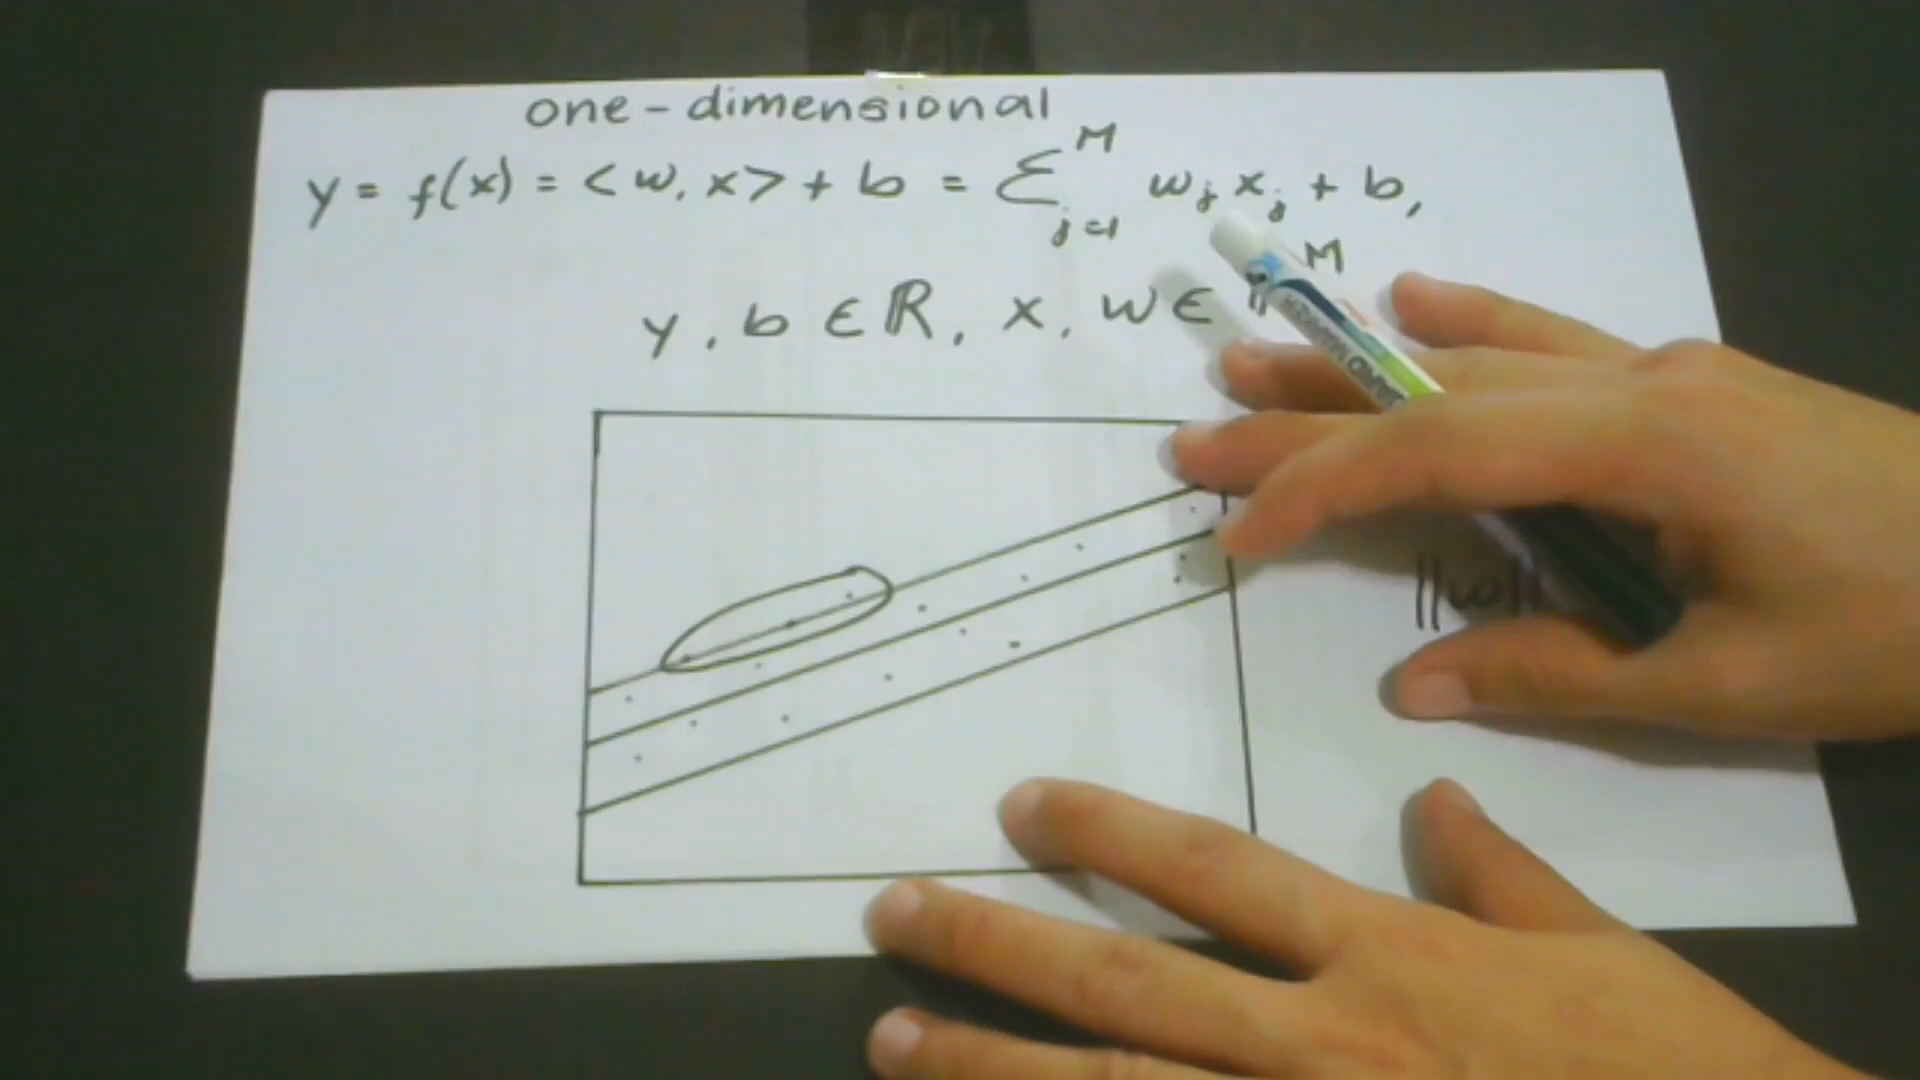 one-dimensional
y = f(x) = <w, x> + b = Σ_{j=1}^{M} w_j x_j + b,
y, b ∈ ℝ, x, w ∈ ℝ^M
||w||